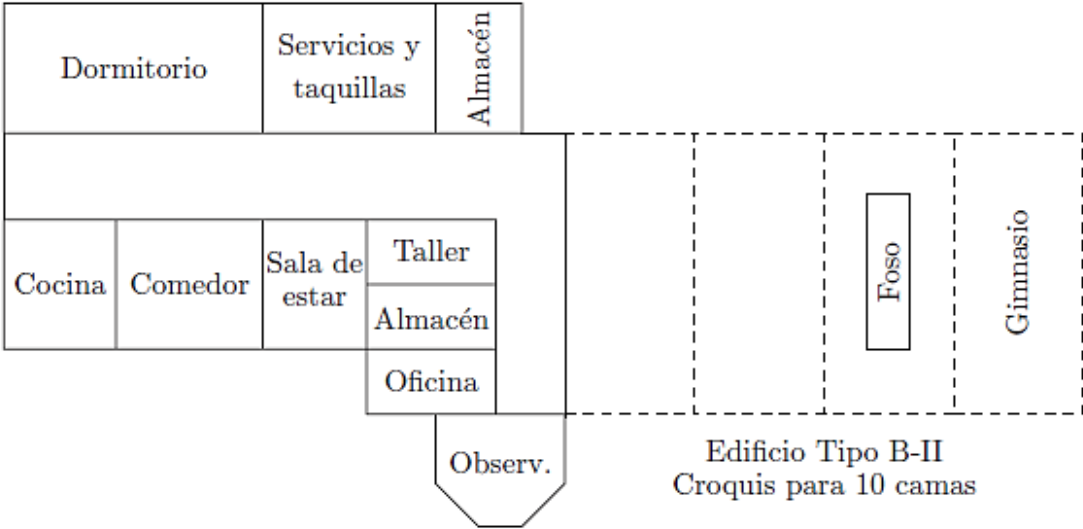 Dormitorio
Servicios y
taquillas
Almacén
Cocina
Comedor
Sala de
estar
Taller
Almacén
Oficina
Observ.
Foso
Gimnasio
Edificio Tipo B-II
Croquis para 10 camas